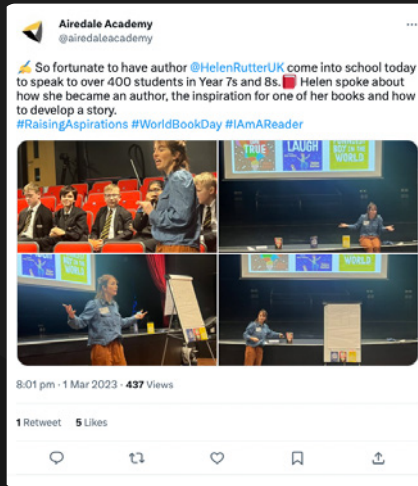 Airedale Academy
@airedaleacademy
✍️ So fortunate to have author @HelenRutterUK come into school today
to speak to over 400 students in Year 7s and 8s.📕 Helen spoke about
how she became an author, the inspiration for one of her books and how
to develop a story.
#RaisingAspirations #WorldBookDay #IAmAReader
TRUE
LAUGH
BOY IN THE
WORLD
WORLD
8:01 pm · 1 Mar 2023 · 437 Views
1 Retweet 5 Likes